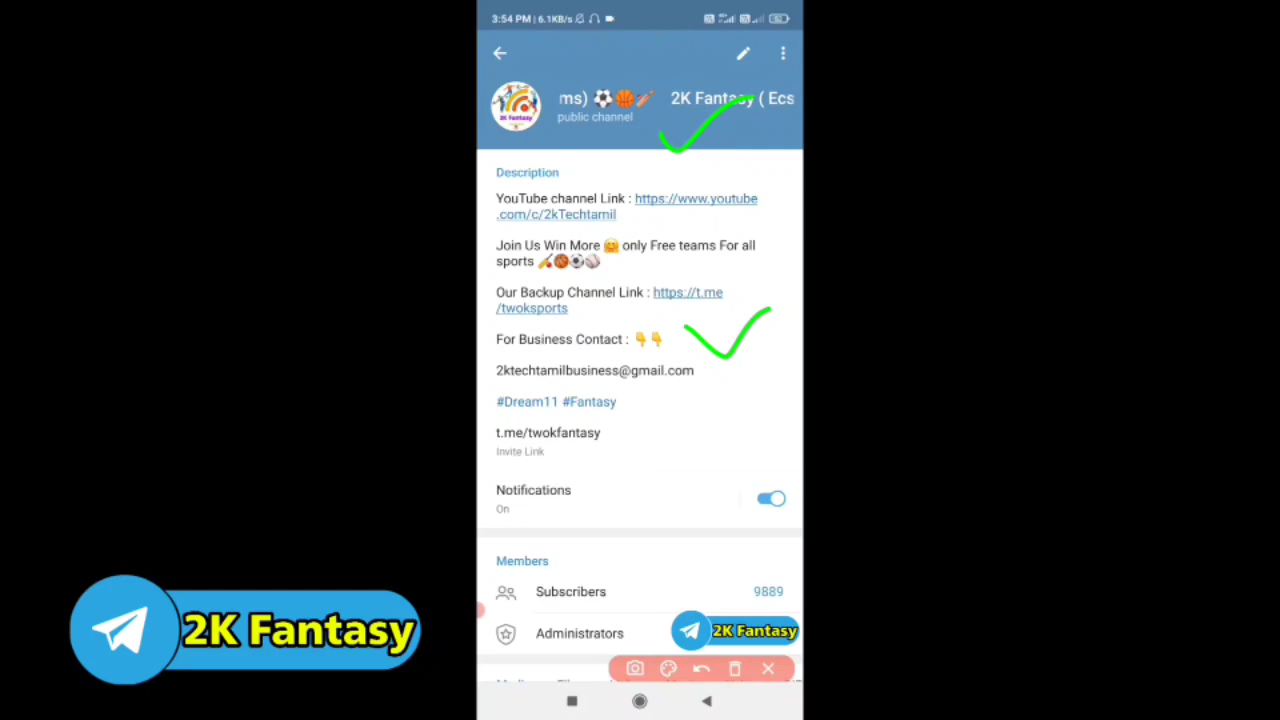 3:54 PM | 6.1KB/s
ms) ⚽🏀🏏 2K Fantasy ( Ecs
public channel
Description
YouTube channel Link : https://www.youtube
.com/c/2kTechtamil
Join Us Win More 🤗 only Free teams For all
sports 🏏🏀⚽⚾
Our Backup Channel Link : https://t.me
/twoksports
For Business Contact : 👇👇
2ktechtamilbusiness@gmail.com
#Dream11 #Fantasy
t.me/twokfantasy
Invite Link
Notifications
On
Members
Subscribers 9889
Administrators
2K Fantasy
2K Fantasy
2K Fantasy